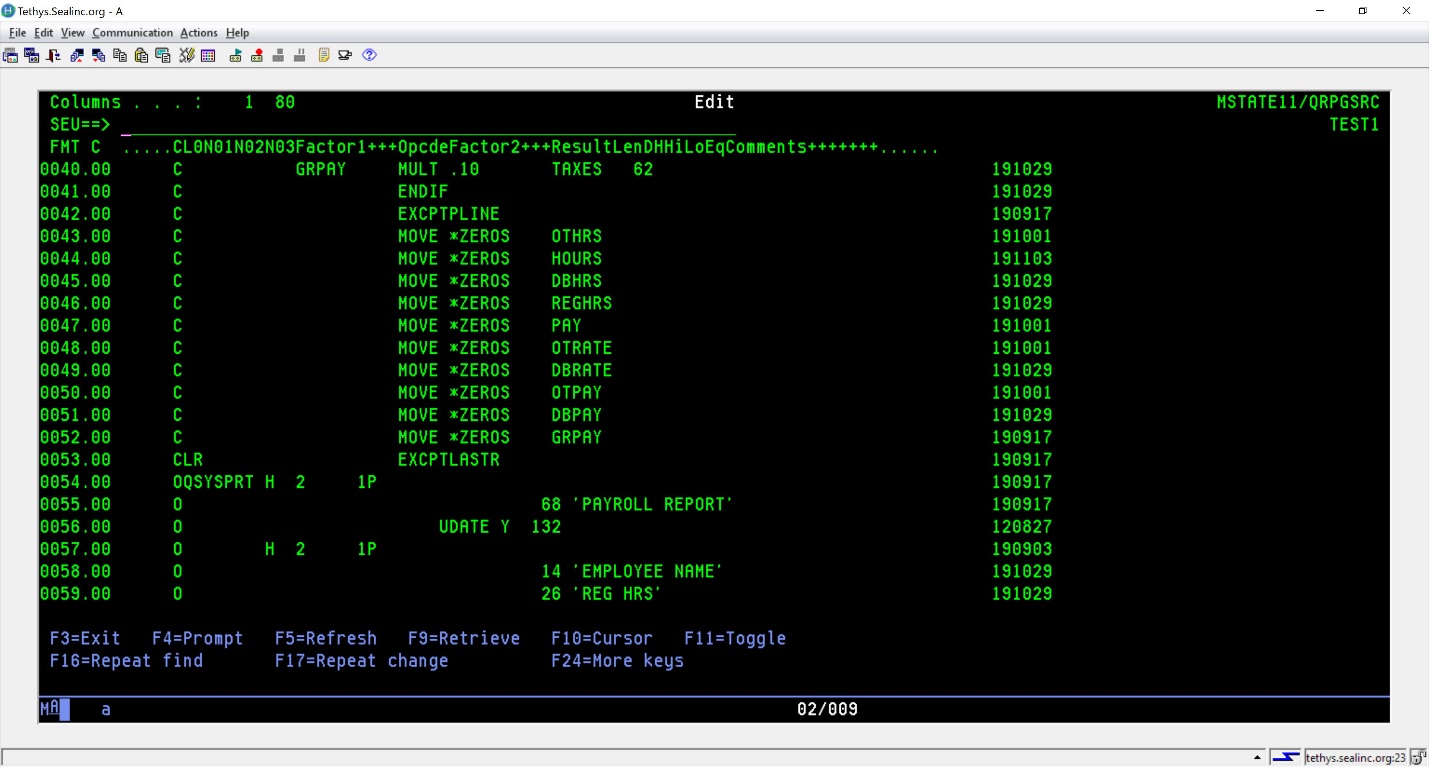 Tethys.Sealinc.org - A
File Edit View Communication Actions Help
Columns . . . :    1  80                                       Edit                                               MSTATE11/QRPGSRC
SEU==>                                                                                                                       TEST1
FMT C  .....CL0N01N02N03Factor1+++OpcdeFactor2+++ResultLenDHHiLoEqComments+++++++......
0040.00      C           GRPAY     MULT .10       TAXES   62                                 191029
0041.00      C                     ENDIF                                                     191029
0042.00      C                     EXCPTPLINE                                                190917
0043.00      C                     MOVE *ZEROS    OTHRS                                      191001
0044.00      C                     MOVE *ZEROS    HOURS                                      191103
0045.00      C                     MOVE *ZEROS    DBHRS                                      191029
0046.00      C                     MOVE *ZEROS    REGHRS                                     191029
0047.00      C                     MOVE *ZEROS    PAY                                        191001
0048.00      C                     MOVE *ZEROS    OTRATE                                     191001
0049.00      C                     MOVE *ZEROS    DBRATE                                     191029
0050.00      C                     MOVE *ZEROS    OTPAY                                      191001
0051.00      C                     MOVE *ZEROS    DBPAY                                      191029
0052.00      C                     MOVE *ZEROS    GRPAY                                      190917
0053.00      CLR                   EXCPTLASTR                                                190917
0054.00      OQSYSPRT H  2     1P                                                            190917
0055.00      O                                   68 'PAYROLL REPORT'                         190917
0056.00      O                         UDATE Y  132                                          120827
0057.00      O        H  2     1P                                                            190903
0058.00      O                                   14 'EMPLOYEE NAME'                          191029
0059.00      O                                   26 'REG HRS'                                191029
F3=Exit   F4=Prompt   F5=Refresh   F9=Retrieve   F10=Cursor   F11=Toggle
F16=Repeat find       F17=Repeat change          F24=More keys
MA    a                                                                   02/009
tethys.sealinc.org:23